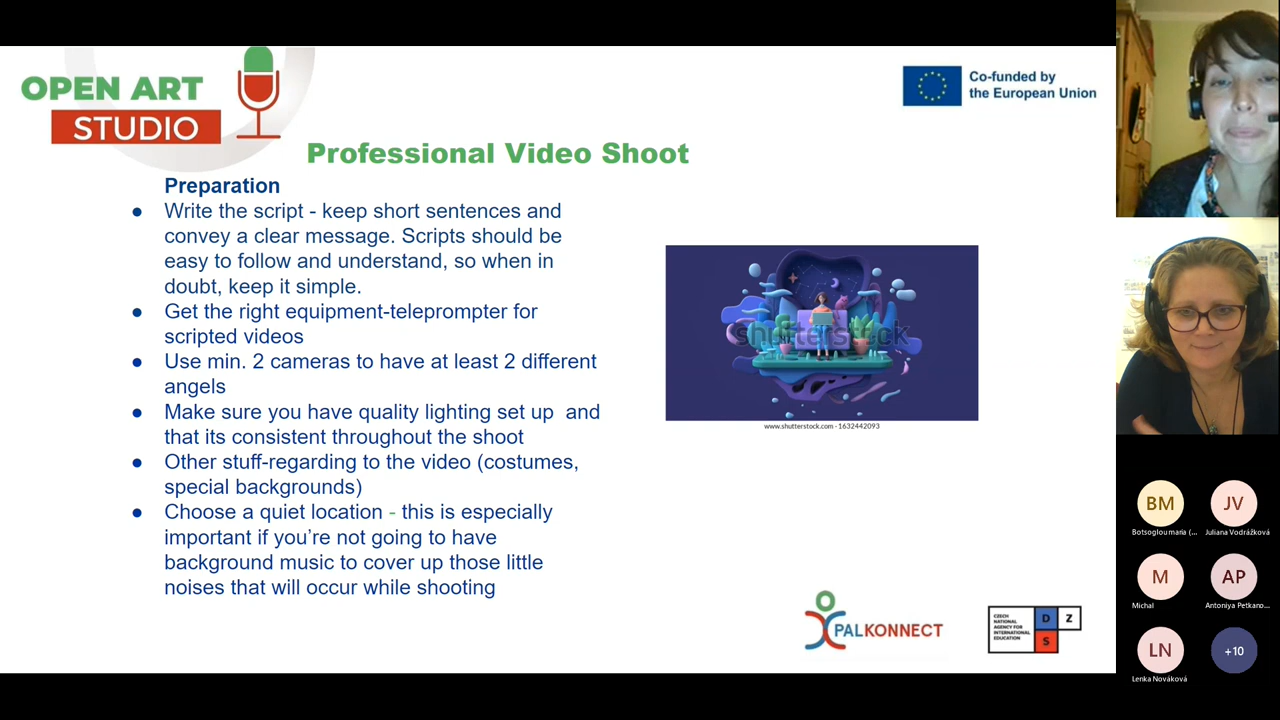 OPEN ART
STUDIO
Co-funded by
the European Union
Professional Video Shoot
Preparation
● Write the script - keep short sentences and
convey a clear message. Scripts should be
easy to follow and understand, so when in
doubt, keep it simple.
● Get the right equipment-teleprompter for
scripted videos
● Use min. 2 cameras to have at least 2 different
angels
● Make sure you have quality lighting set up  and
that its consistent throughout the shoot
● Other stuff-regarding to the video (costumes,
special backgrounds)
● Choose a quiet location - this is especially
important if you’re not going to have
background music to cover up those little
noises that will occur while shooting
shutterstock
www.shutterstock.com · 1632442093
PALKONNECT
CZECH
NATIONAL
AGENCY FOR
INTERNATIONAL
EDUCATION
D Z
S
BM
Botsoglou maria (...
JV
Juliana Vodrážková
M
Michal
AP
Antoniya Petkano...
LN
Lenka Nováková
+10